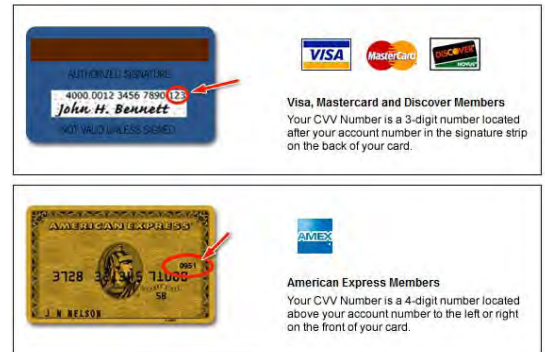 AUTHORIZED SIGNATURE
4000 0012 3456 7890 123
John H. Bennett
NOT VALID UNLESS SIGNED
VISA
MasterCard
DISCOVER
NOVUS
Visa, Mastercard and Discover Members
Your CVV Number is a 3-digit number located
after your account number in the signature strip
on the back of your card.
AMERICAN EXPRESS
0951
3728
58
J N NELSON
AMEX
American Express Members
Your CVV Number is a 4-digit number located
above your account number to the left or right
on the front of your card.